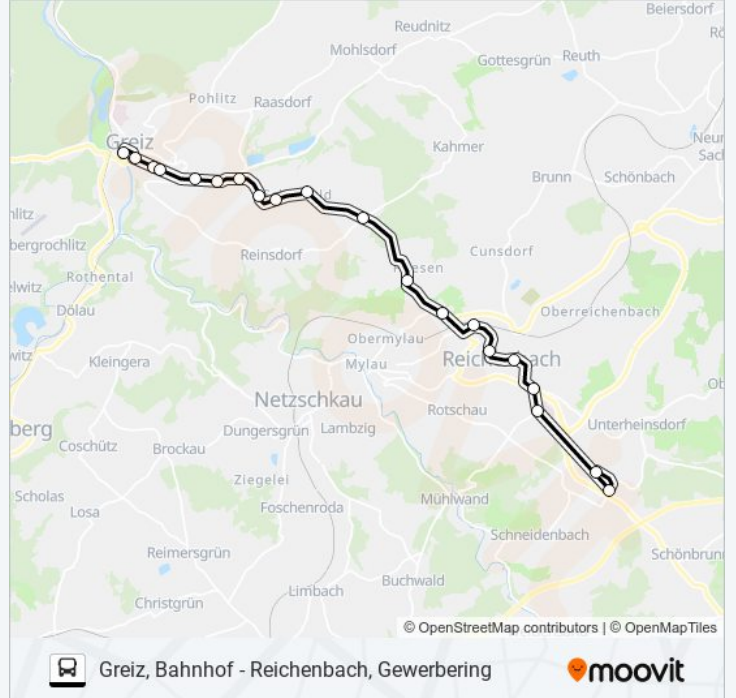 Beiersdorf
Reudnitz
Mohlsdorf
Gottesgrün
Reuth
Pohlitz
Raasdorf
Greiz
Kahmer
Brunn
Schönbach
Reinsdorf
Cunsdorf
Rothental
Dölau
Oberreichenbach
Obermylau
Mylau
Kleingera
Netzschkau
Rotschau
Unterheinsdorf
Dungersgrün
Lambzig
Coschütz
Brockau
Ziegelei
Scholas
Losa
Foschenroda
Mühlwand
Schneidenbach
Reimersgrün
Buchwald
Limbach
Christgrün
© OpenStreetMap contributors | © OpenMapTiles
Greiz, Bahnhof - Reichenbach, Gewerbering
moovit